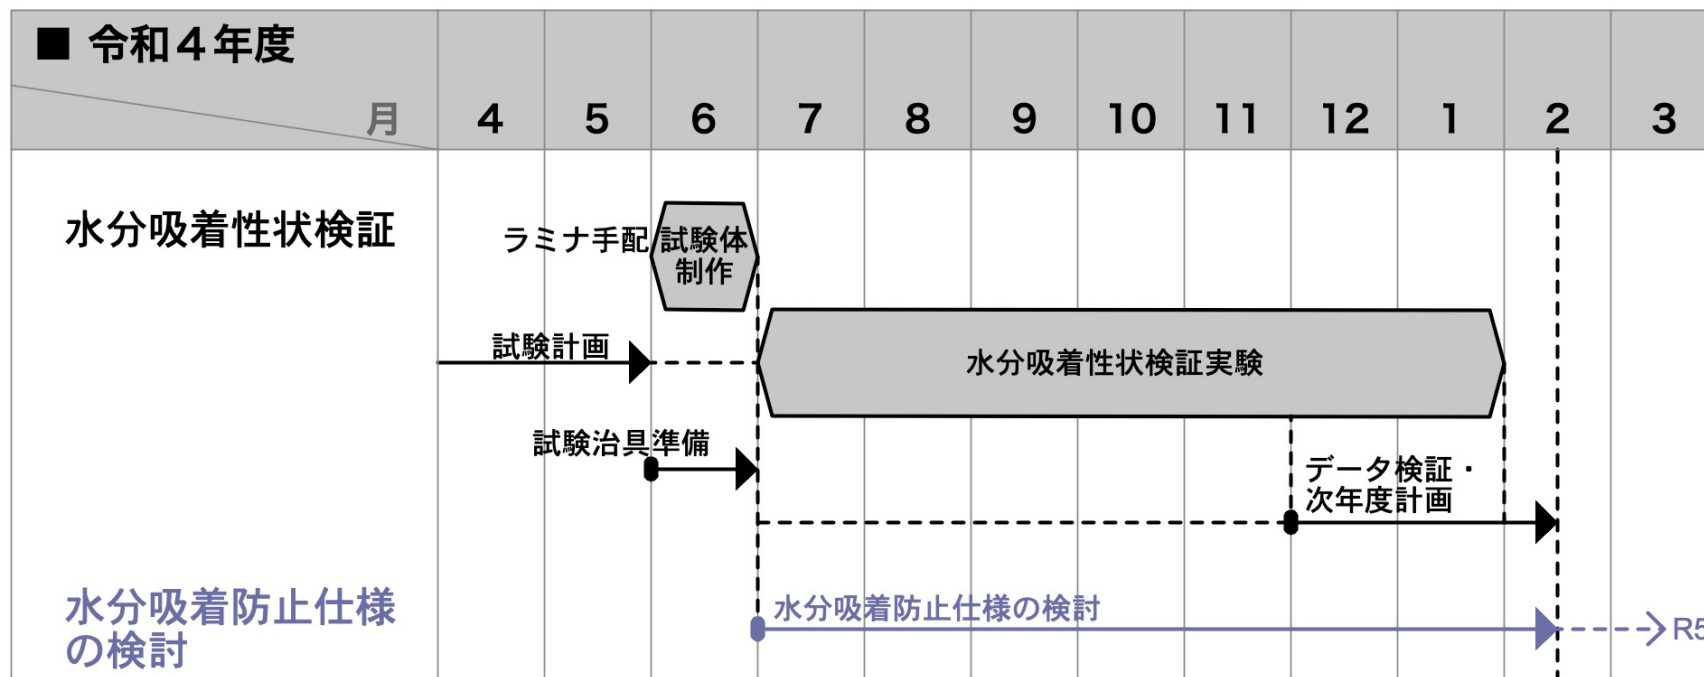 ■ 令和４年度
月 4 5 6 7 8 9 10 11 12 1 2 3
水分吸着性状検証
ラミナ手配
試験体
制作
試験計画
水分吸着性状検証実験
試験治具準備
データ検証・
次年度計画
水分吸着防止仕様
の検討
水分吸着防止仕様の検討
R5